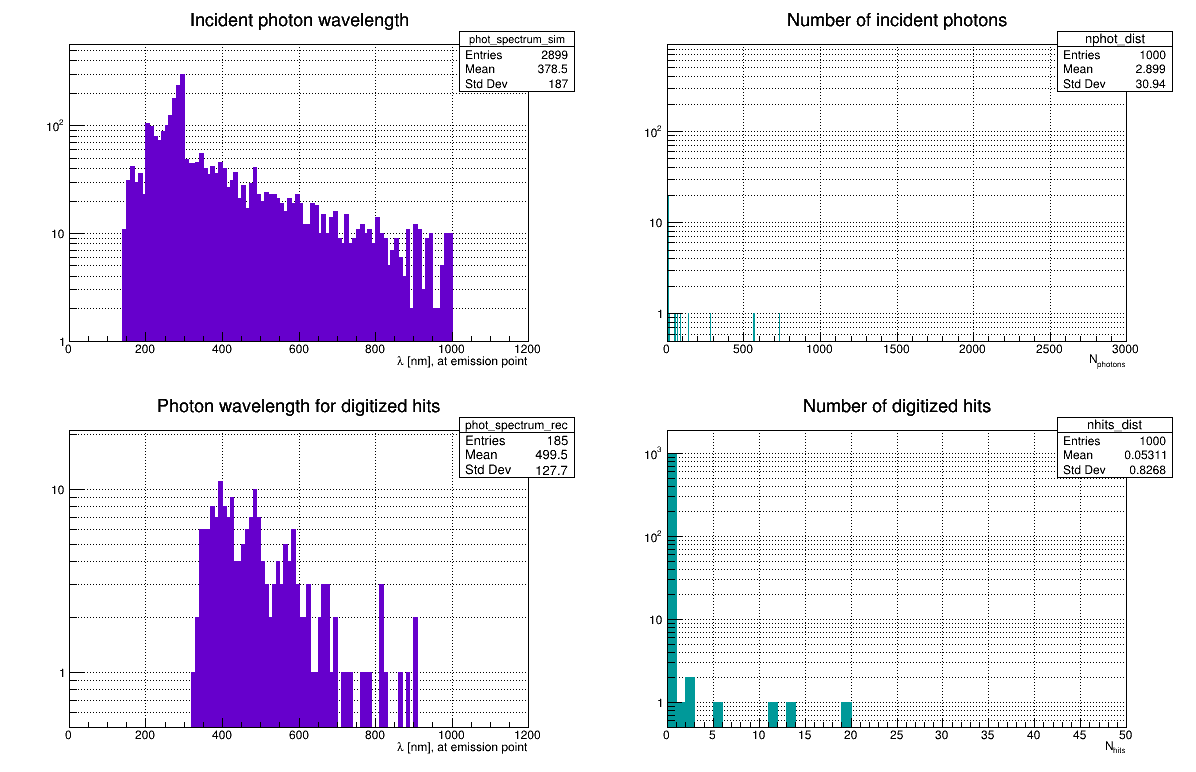 Incident photon wavelength
phot_spectrum_sim
Entries 2899
Mean 378.5
Std Dev 187
10²
10
1
0 200 400 600 800 1000 1200
λ [nm], at emission point
Number of incident photons
nphot_dist
Entries 1000
Mean 2.899
Std Dev 30.94
10²
10
1
0 500 1000 1500 2000 2500 3000
N_photons
Photon wavelength for digitized hits
phot_spectrum_rec
Entries 185
Mean 499.5
Std Dev 127.7
10
1
0 200 400 600 800 1000 1200
λ [nm], at emission point
Number of digitized hits
nhits_dist
Entries 1000
Mean 0.05311
Std Dev 0.8268
10³
10²
10
1
0 5 10 15 20 25 30 35 40 45 50
N_hits